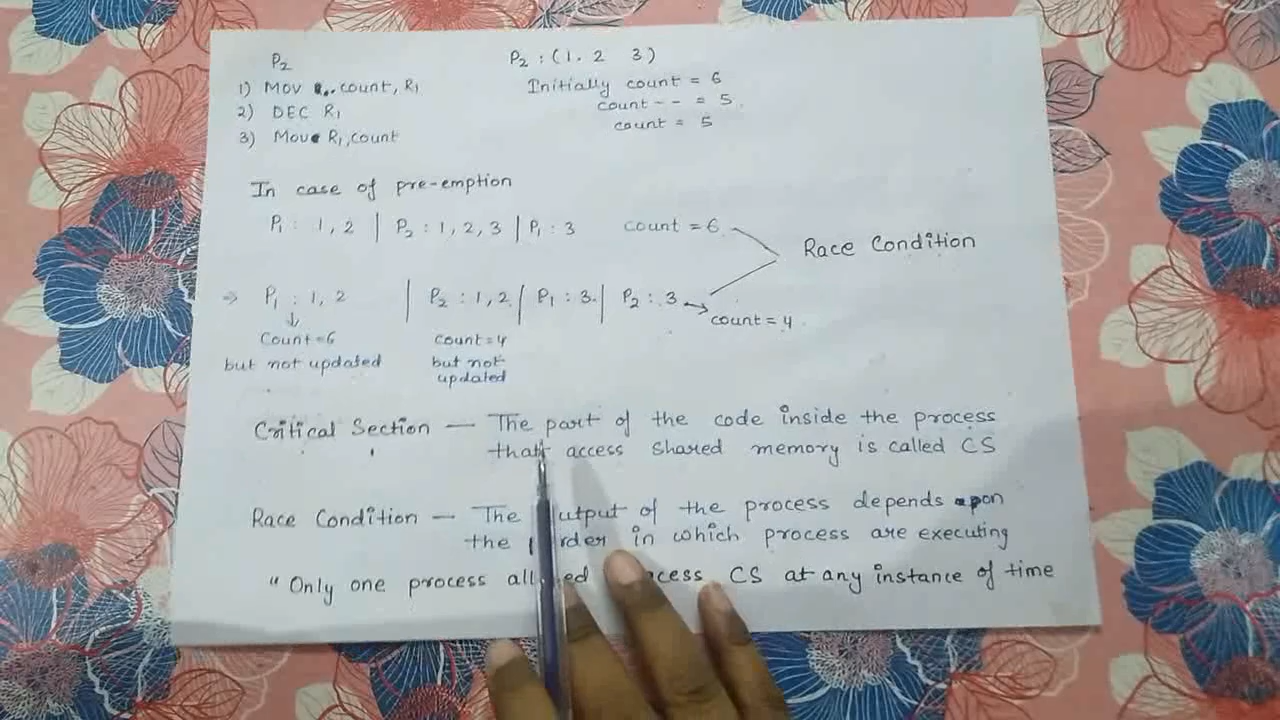 P2 P2 : (1, 2 3)
1) Mov count, R1 Initially count = 6
count - - = 5
2) DEC R1
count = 5
3) Move R1, count
In case of pre-emption
P1 : 1, 2 | P2 : 1, 2, 3 | P1 : 3 count = 6
Race Condition
⇒ P1 : 1, 2 | P2 : 1, 2 | P1 : 3. | P2 : 3 → count = 4
↓
Count = 6 count = 4
but not updated but not
updated
Critical Section — The part of the code inside the process
that access shared memory is called CS
Race Condition — The of the process depends upon
the in which process are executing
" Only one process CS at any instance of time